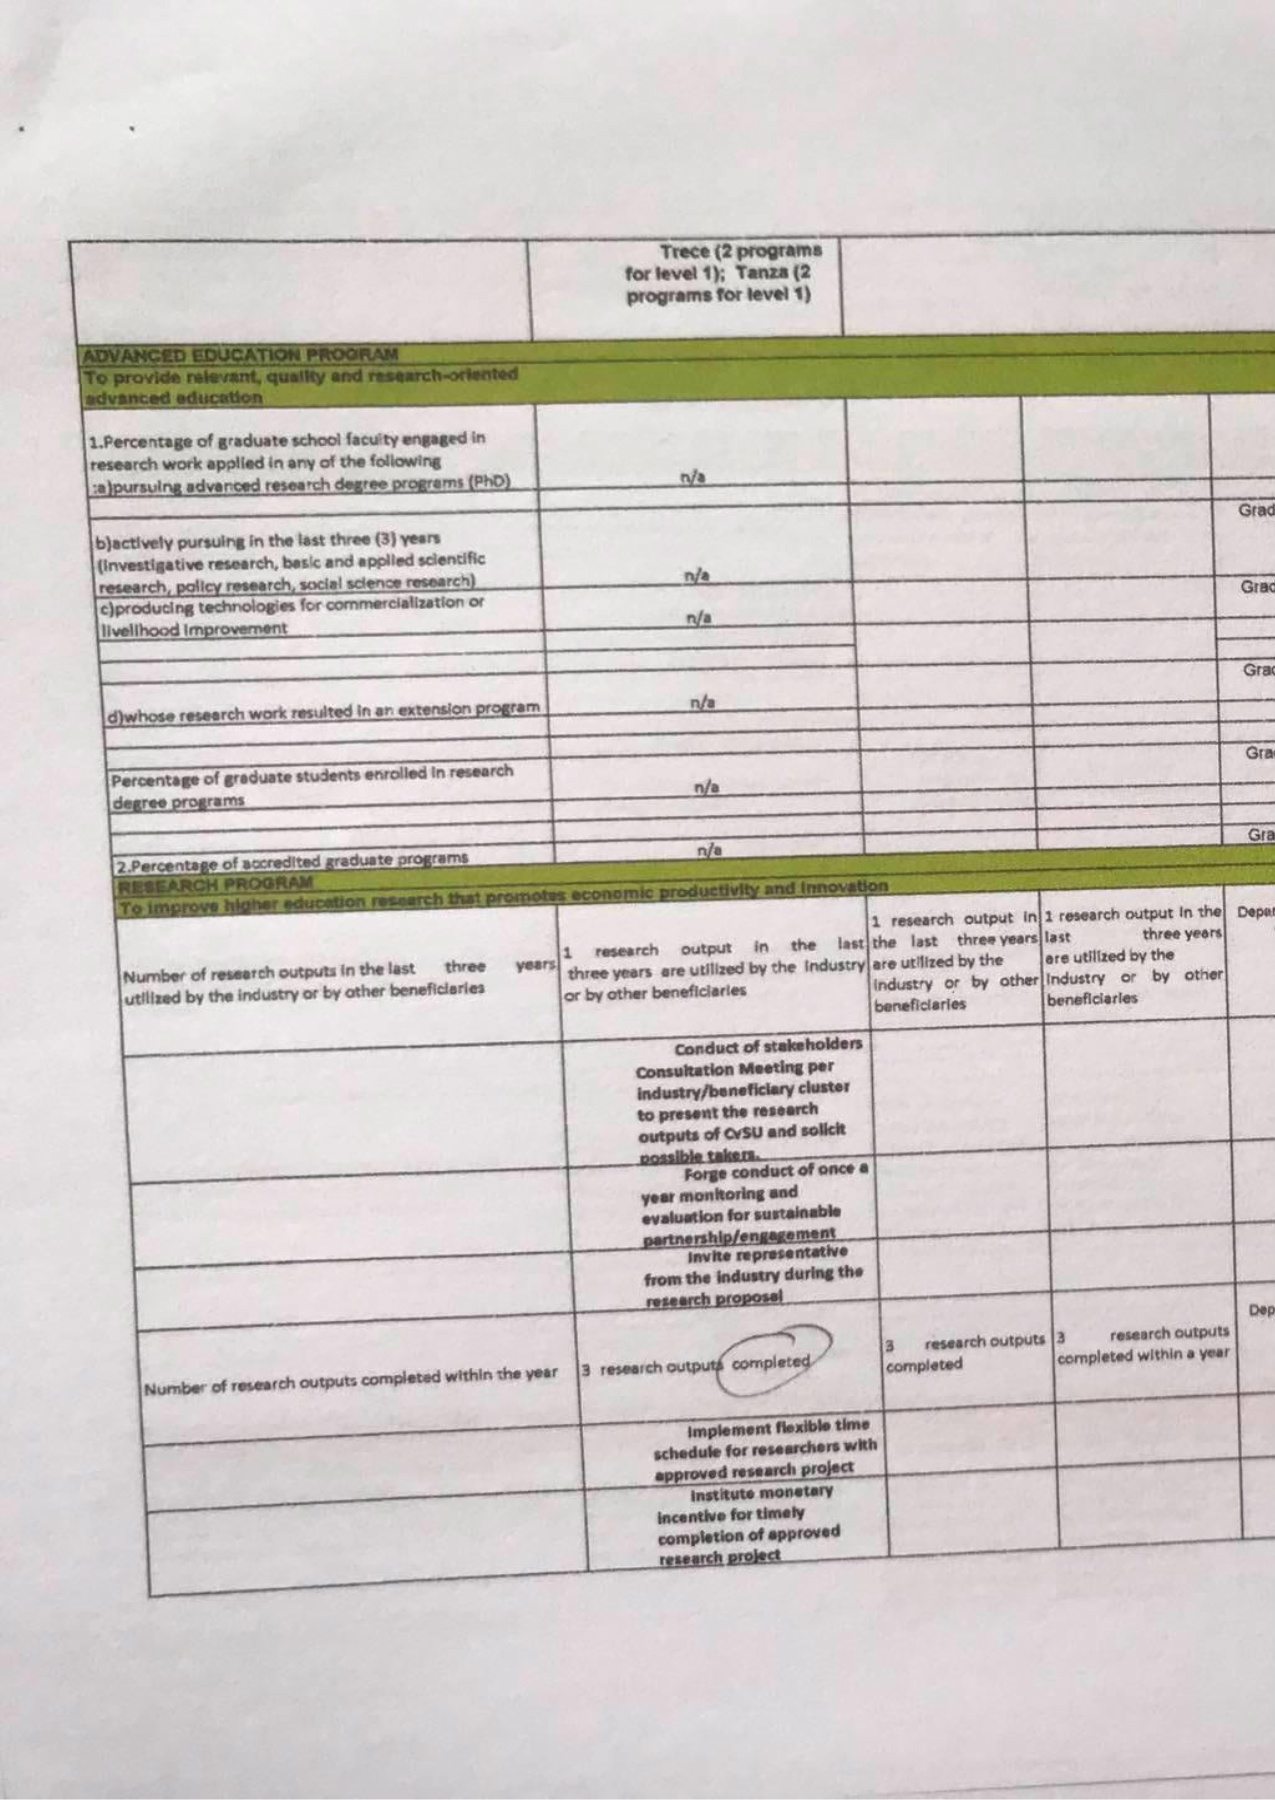 Trece (2 programs
for level 1); Tanza (2
programs for level 1)
ADVANCED EDUCATION PROGRAM
To provide relevant, quality and research-oriented
advanced education
1.Percentage of graduate school faculty engaged in
research work applied in any of the following
:a)pursuing advanced research degree programs (PhD)
n/a
Grad
b)actively pursuing in the last three (3) years
(investigative research, basic and applied scientific
research, policy research, social science research)
n/a
Grad
c)producing technologies for commercialization or
livelihood improvement
n/a
Grad
d)whose research work resulted in an extension program
n/a
Gra
Percentage of graduate students enrolled in research
degree programs
n/a
Gra
2.Percentage of accredited graduate programs
n/a
RESEARCH PROGRAM
To improve higher education research that promotes economic productivity and innovation
Number of research outputs in the last three years
utilized by the industry or by other beneficiaries
1 research output in the last
three years are utilized by the industry
or by other beneficiaries
1 research output in
the last three years
are utilized by the
industry or by other
beneficiaries
1 research output in the
last three years
are utilized by the
industry or by other
beneficiaries
Depar
Conduct of stakeholders
Consultation Meeting per
industry/beneficiary cluster
to present the research
outputs of CvSU and solicit
possible takers.
Forge conduct of once a
year monitoring and
evaluation for sustainable
partnership/engagement
Invite representative
from the industry during the
research proposal
Number of research outputs completed within the year
3 research outputs completed
3 research outputs
completed
3 research outputs
completed within a year
Dep
Implement flexible time
schedule for researchers with
approved research project
Institute monetary
incentive for timely
completion of approved
research project